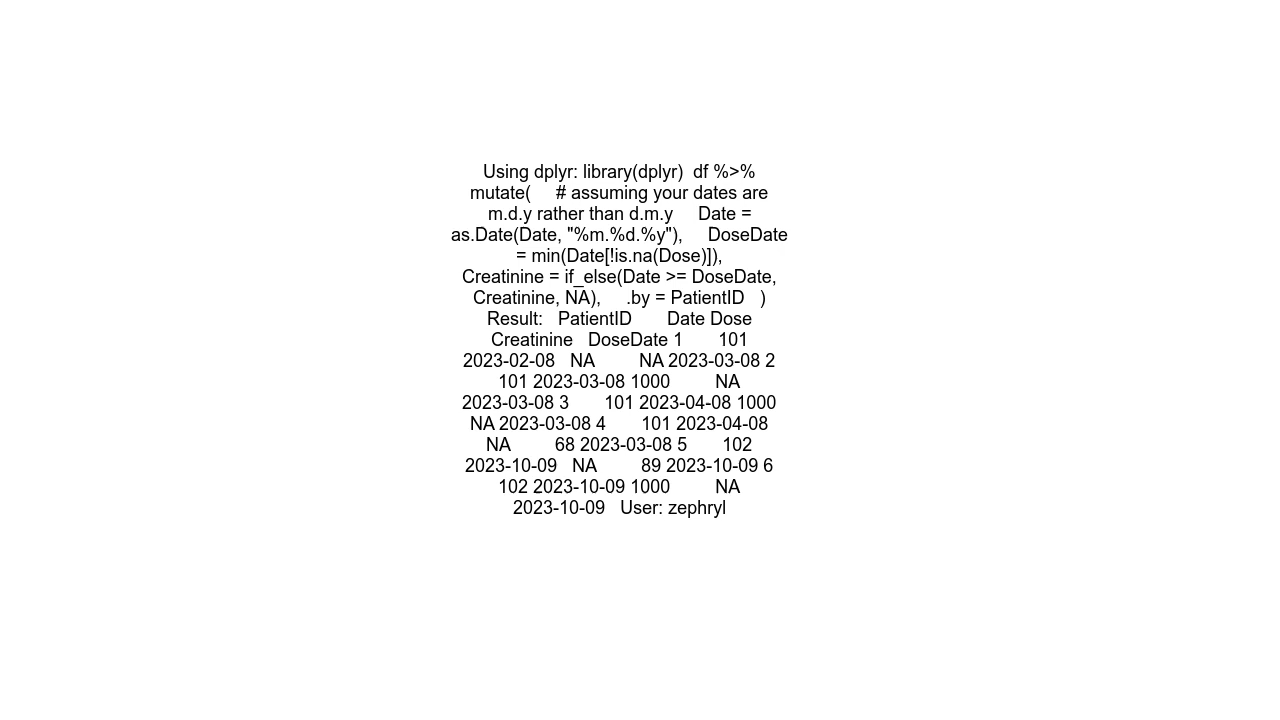 Using dplyr: library(dplyr)  df %>%
mutate(     # assuming your dates are
m.d.y rather than d.m.y     Date =
as.Date(Date, "%m.%d.%y"),     DoseDate
= min(Date[!is.na(Dose)]),
Creatinine = if_else(Date >= DoseDate,
Creatinine, NA),     .by = PatientID   )
Result:   PatientID       Date Dose
Creatinine   DoseDate 1       101
2023-02-08   NA         NA 2023-03-08 2
101 2023-03-08 1000         NA
2023-03-08 3       101 2023-04-08 1000
NA 2023-03-08 4       101 2023-04-08
NA         68 2023-03-08 5       102
2023-10-09   NA         89 2023-10-09 6
102 2023-10-09 1000         NA
2023-10-09   User: zephryl